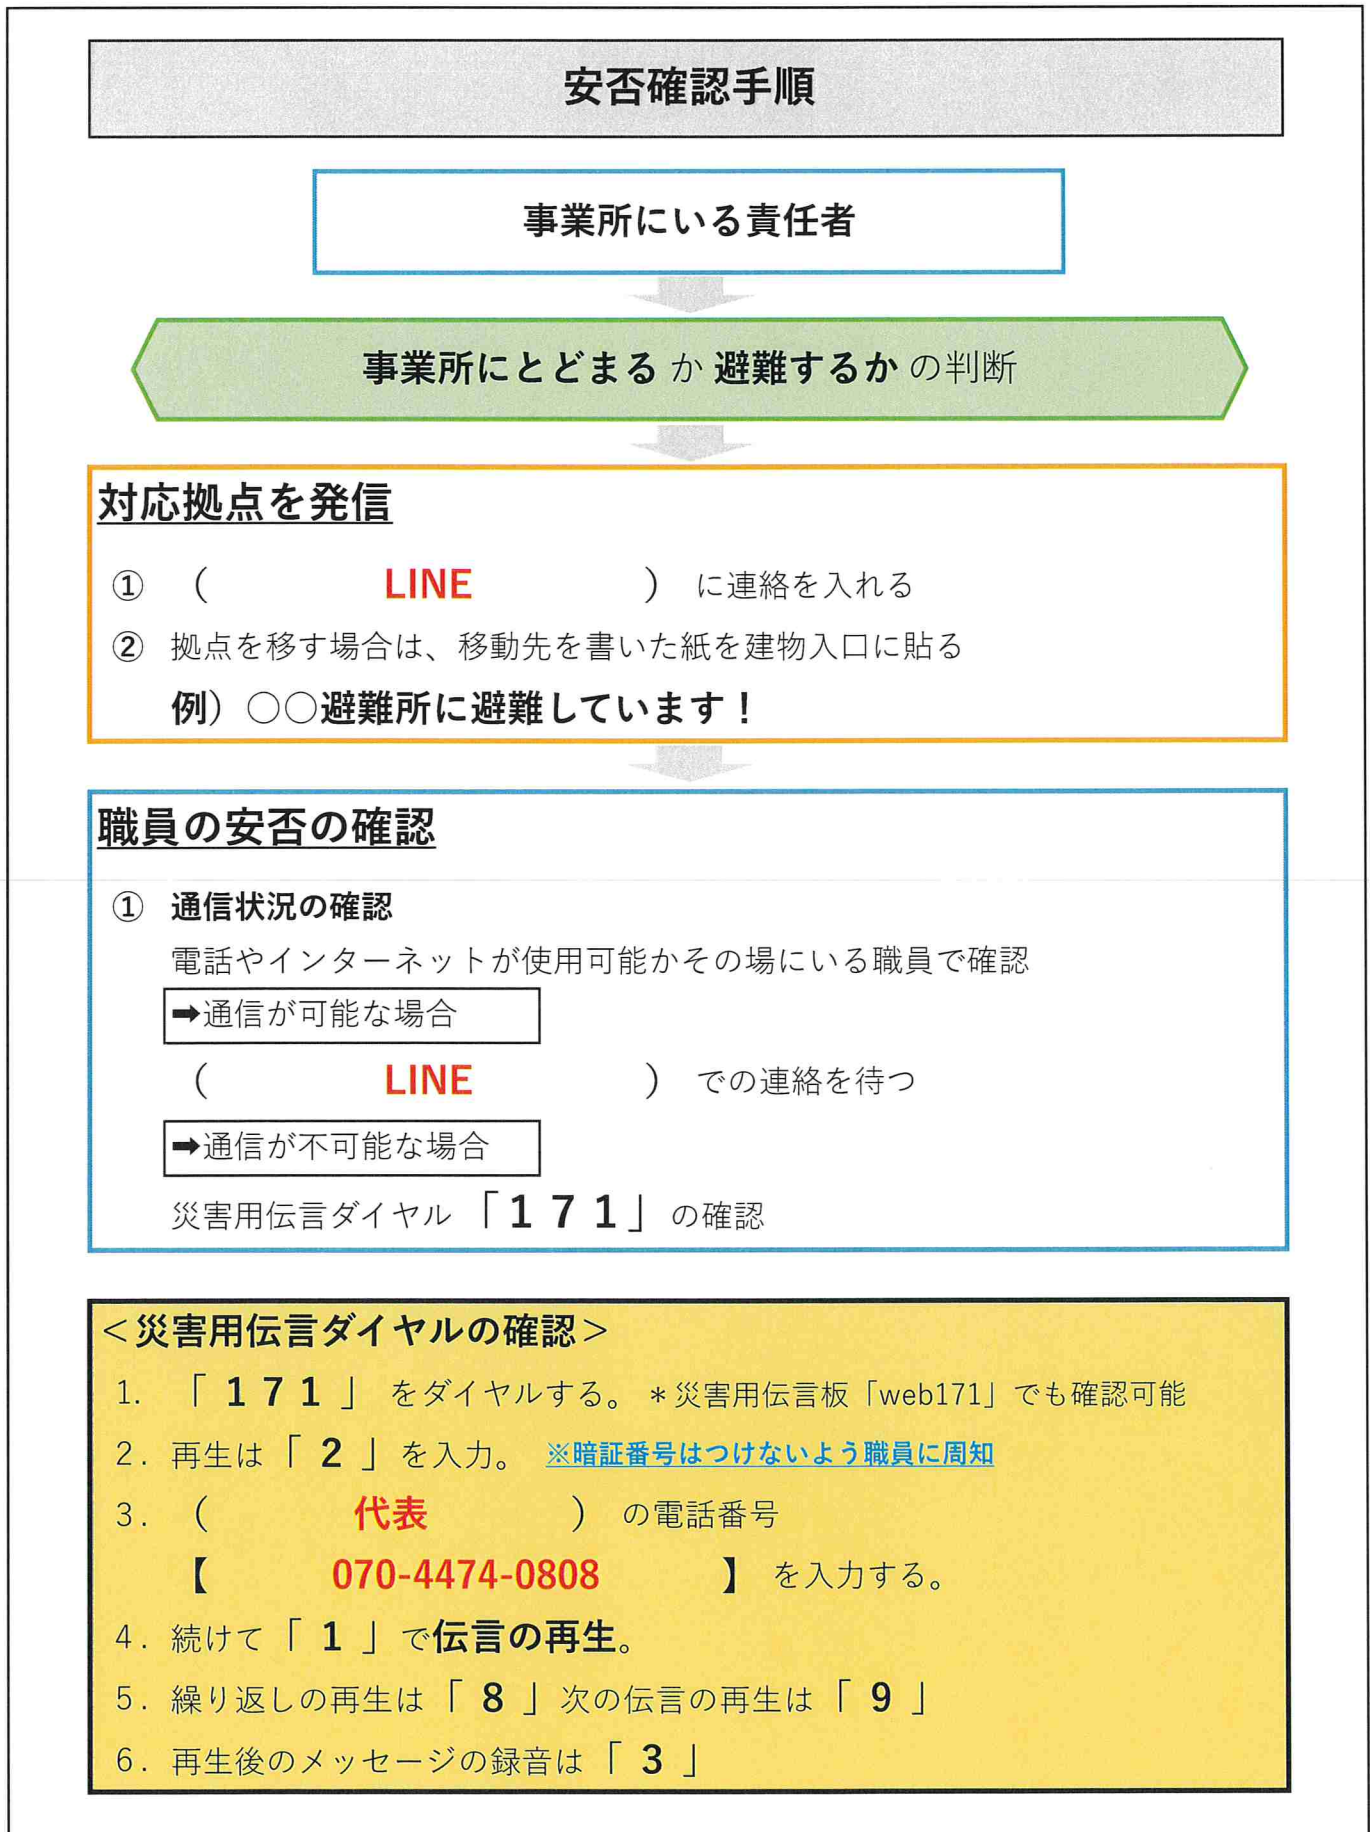 安否確認手順
事業所にいる責任者
事業所にとどまる か 避難するか の判断
対応拠点を発信
① （ LINE ） に連絡を入れる
② 拠点を移す場合は、移動先を書いた紙を建物入口に貼る
例）○○避難所に避難しています！
職員の安否の確認
① 通信状況の確認
電話やインターネットが使用可能かその場にいる職員で確認
➡通信が可能な場合
（ LINE ） での連絡を待つ
➡通信が不可能な場合
災害用伝言ダイヤル「１７１」の確認
＜災害用伝言ダイヤルの確認＞
1. 「１７１」をダイヤルする。＊災害用伝言板「web171」でも確認可能
2. 再生は「２」を入力。 ※暗証番号はつけないよう職員に周知
3. （ 代表 ） の電話番号
【 070-4474-0808 】 を入力する。
4. 続けて「１」で伝言の再生。
5. 繰り返しの再生は「８」次の伝言の再生は「９」
6. 再生後のメッセージの録音は「３」